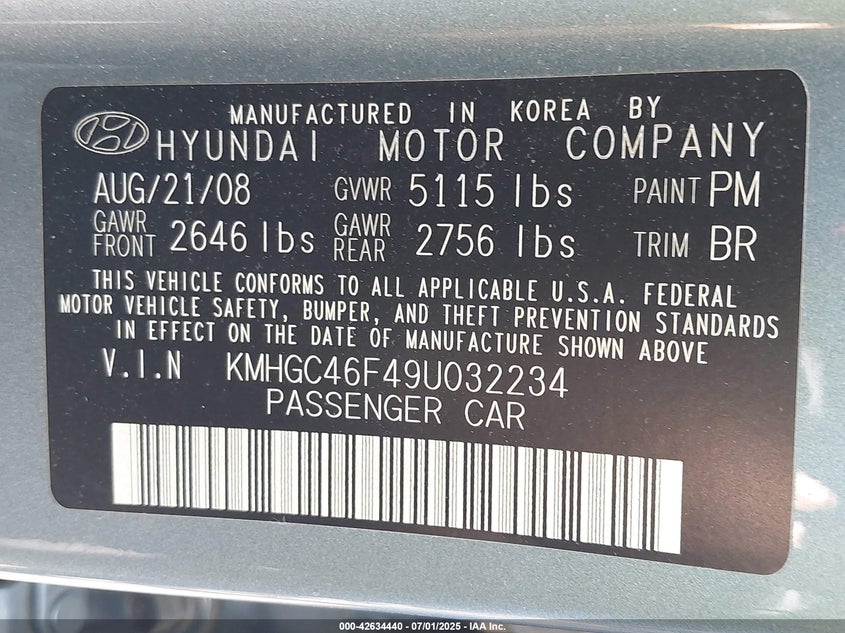 MANUFACTURED IN KOREA BY
HYUNDAI MOTOR COMPANY
AUG/21/08 GVWR 5115 lbs PAINT PM
GAWR FRONT 2646 lbs GAWR REAR 2756 lbs TRIM BR
THIS VEHICLE CONFORMS TO ALL APPLICABLE U.S.A. FEDERAL
MOTOR VEHICLE SAFETY, BUMPER, AND THEFT PREVENTION STANDARDS
IN EFFECT ON THE DATE OF MANUFACTURE SHOWN ABOVE
V.I.N KMHGC46F49U032234
PASSENGER CAR
000-42634440 - 07/01/2025 - IAA Inc.